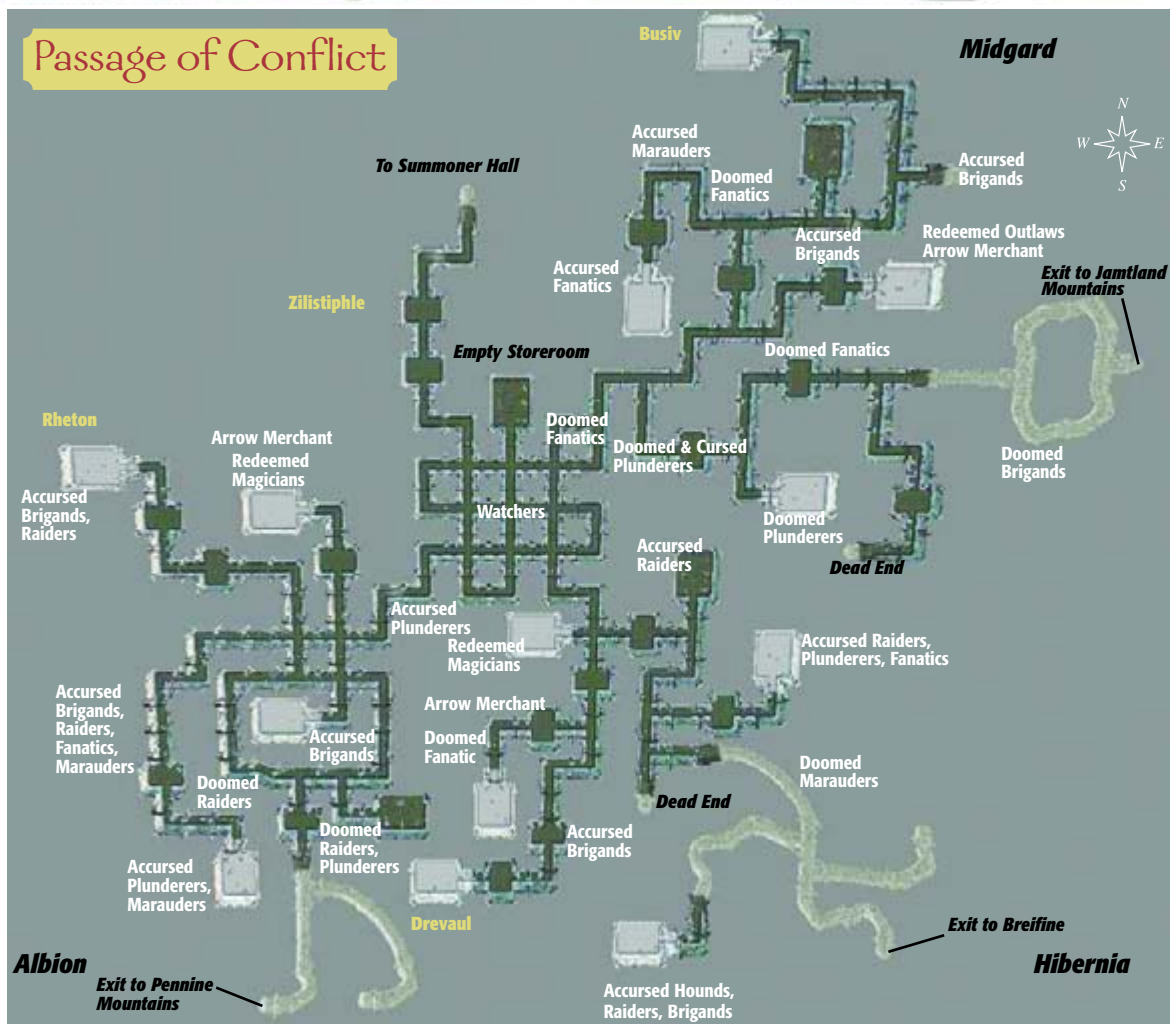 Passage of Conflict
Busiv
Midgard
N
W
E
S
To Summoner Hall
Accursed
Marauders
Doomed
Fanatics
Accursed
Brigands
Accursed
Fanatics
Accursed
Brigands
Redeemed Outlaws
Arrow Merchant
Exit to Jamtland
Mountains
Zilistiphle
Empty Storeroom
Doomed Fanatics
Rheton
Arrow Merchant
Redeemed
Magicians
Doomed
Fanatics
Doomed & Cursed
Plunderers
Doomed
Brigands
Accursed
Brigands,
Raiders
Watchers
Doomed
Plunderers
Accursed
Raiders
Dead End
Accursed
Plunderers
Redeemed
Magicians
Accursed Raiders,
Plunderers, Fanatics
Accursed
Brigands,
Raiders,
Fanatics,
Marauders
Accursed
Brigands
Arrow Merchant
Doomed
Fanatic
Doomed
Marauders
Doomed
Raiders
Dead End
Doomed
Raiders,
Plunderers
Accursed
Brigands
Accursed
Plunderers,
Marauders
Drevaul
Exit to Breifine
Albion
Exit to Pennine
Mountains
Hibernia
Accursed Hounds,
Raiders, Brigands